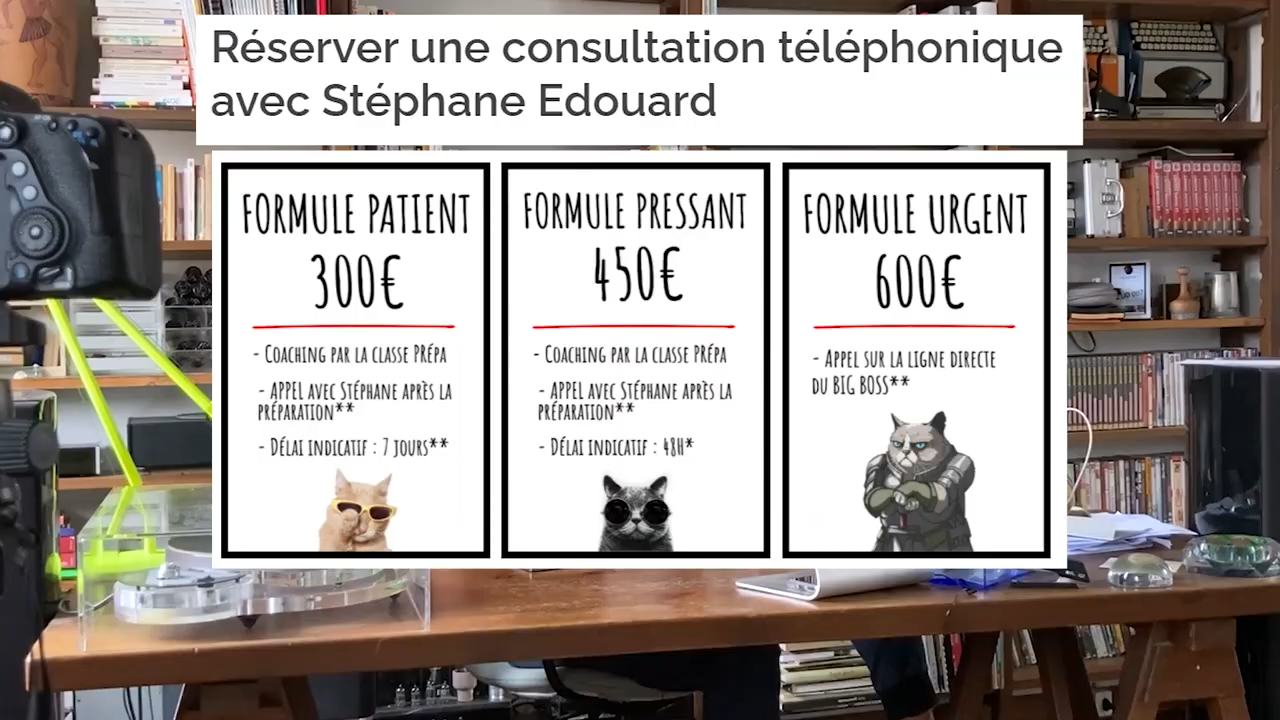 Réserver une consultation téléphonique
avec Stéphane Edouard
FORMULE PATIENT
300€
- COACHING PAR LA CLASSE PRÉPA
- APPEL AVEC STÉPHANE APRÈS LA
PRÉPARATION**
- DÉLAI INDICATIF : 7 JOURS**
FORMULE PRESSANT
450€
- COACHING PAR LA CLASSE PRÉPA
- APPEL AVEC STÉPHANE APRÈS LA
PRÉPARATION**
- DÉLAI INDICATIF : 48H*
FORMULE URGENT
600€
- APPEL SUR LA LIGNE DIRECTE
DU BIG BOSS**